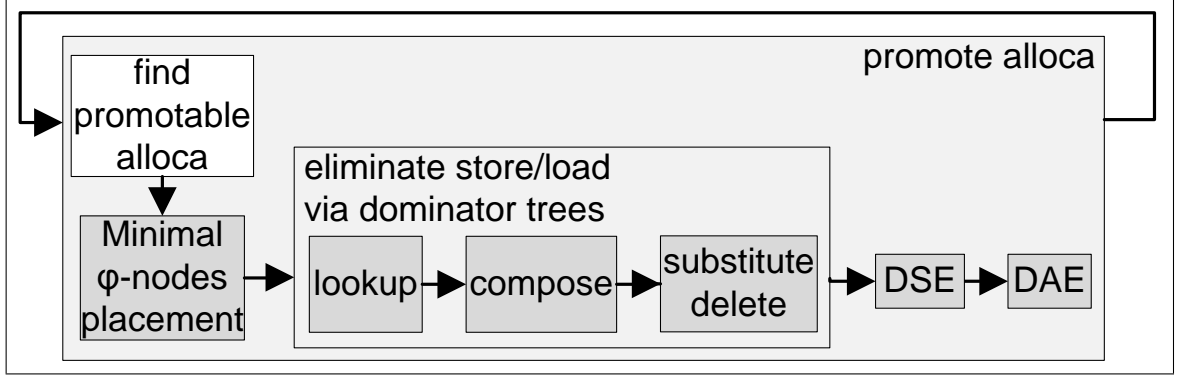 promote alloca
find
promotable
alloca
Minimal
φ-nodes
placement
eliminate store/load
via dominator trees
lookup
compose
substitute
delete
DSE
DAE